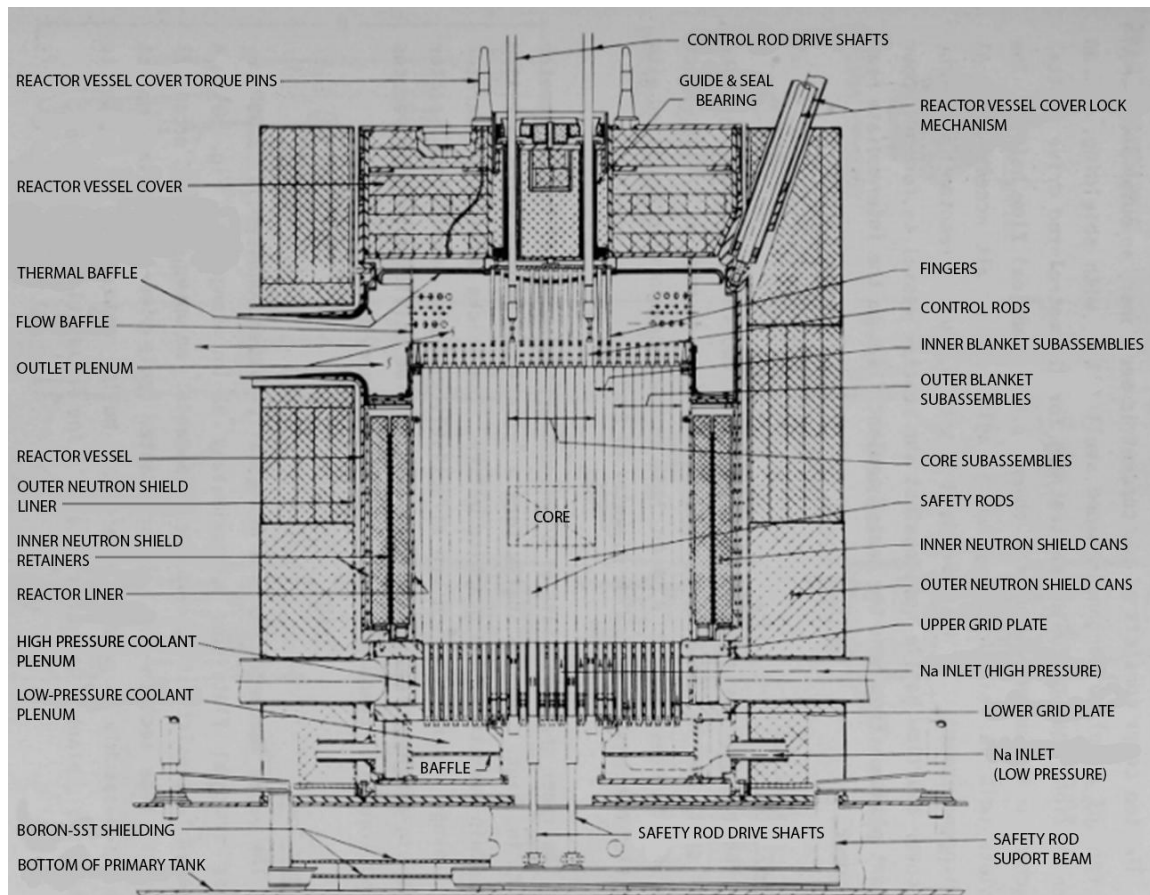 CONTROL ROD DRIVE SHAFTS
REACTOR VESSEL COVER TORQUE PINS
GUIDE & SEAL
BEARING
REACTOR VESSEL COVER LOCK
MECHANISM
REACTOR VESSEL COVER
THERMAL BAFFLE
FINGERS
CONTROL RODS
FLOW BAFFLE
INNER BLANKET SUBASSEMBLIES
OUTLET PLENUM
OUTER BLANKET
SUBASSEMBLIES
REACTOR VESSEL
CORE SUBASSEMBLIES
OUTER NEUTRON SHIELD
LINER
SAFETY RODS
CORE
INNER NEUTRON SHIELD
RETAINERS
INNER NEUTRON SHIELD CANS
REACTOR LINER
OUTER NEUTRON SHIELD CANS
UPPER GRID PLATE
HIGH PRESSURE COOLANT
PLENUM
Na INLET (HIGH PRESSURE)
LOW-PRESSURE COOLANT
PLENUM
LOWER GRID PLATE
BAFFLE
Na INLET
(LOW PRESSURE)
BORON-SST SHIELDING
SAFETY ROD DRIVE SHAFTS
SAFETY ROD
SUPORT BEAM
BOTTOM OF PRIMARY TANK